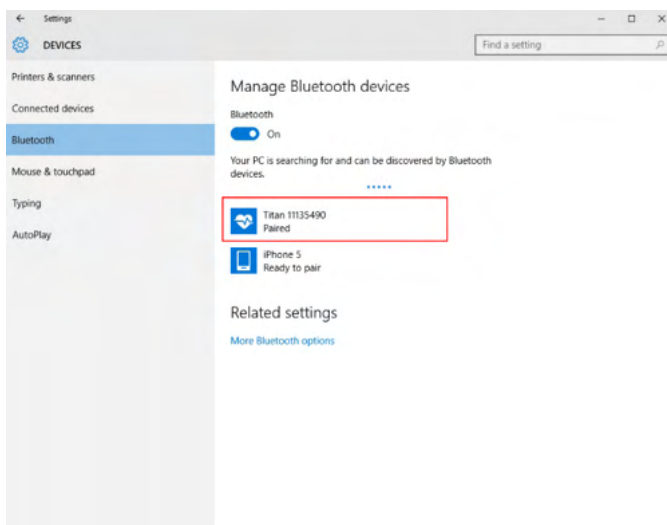 Settings
DEVICES
Find a setting
Printers & scanners
Connected devices
Bluetooth
Mouse & touchpad
Typing
AutoPlay
Manage Bluetooth devices
Bluetooth
On
Your PC is searching for and can be discovered by Bluetooth
devices.
Titan 11135490
Paired
iPhone 5
Ready to pair
Related settings
More Bluetooth options